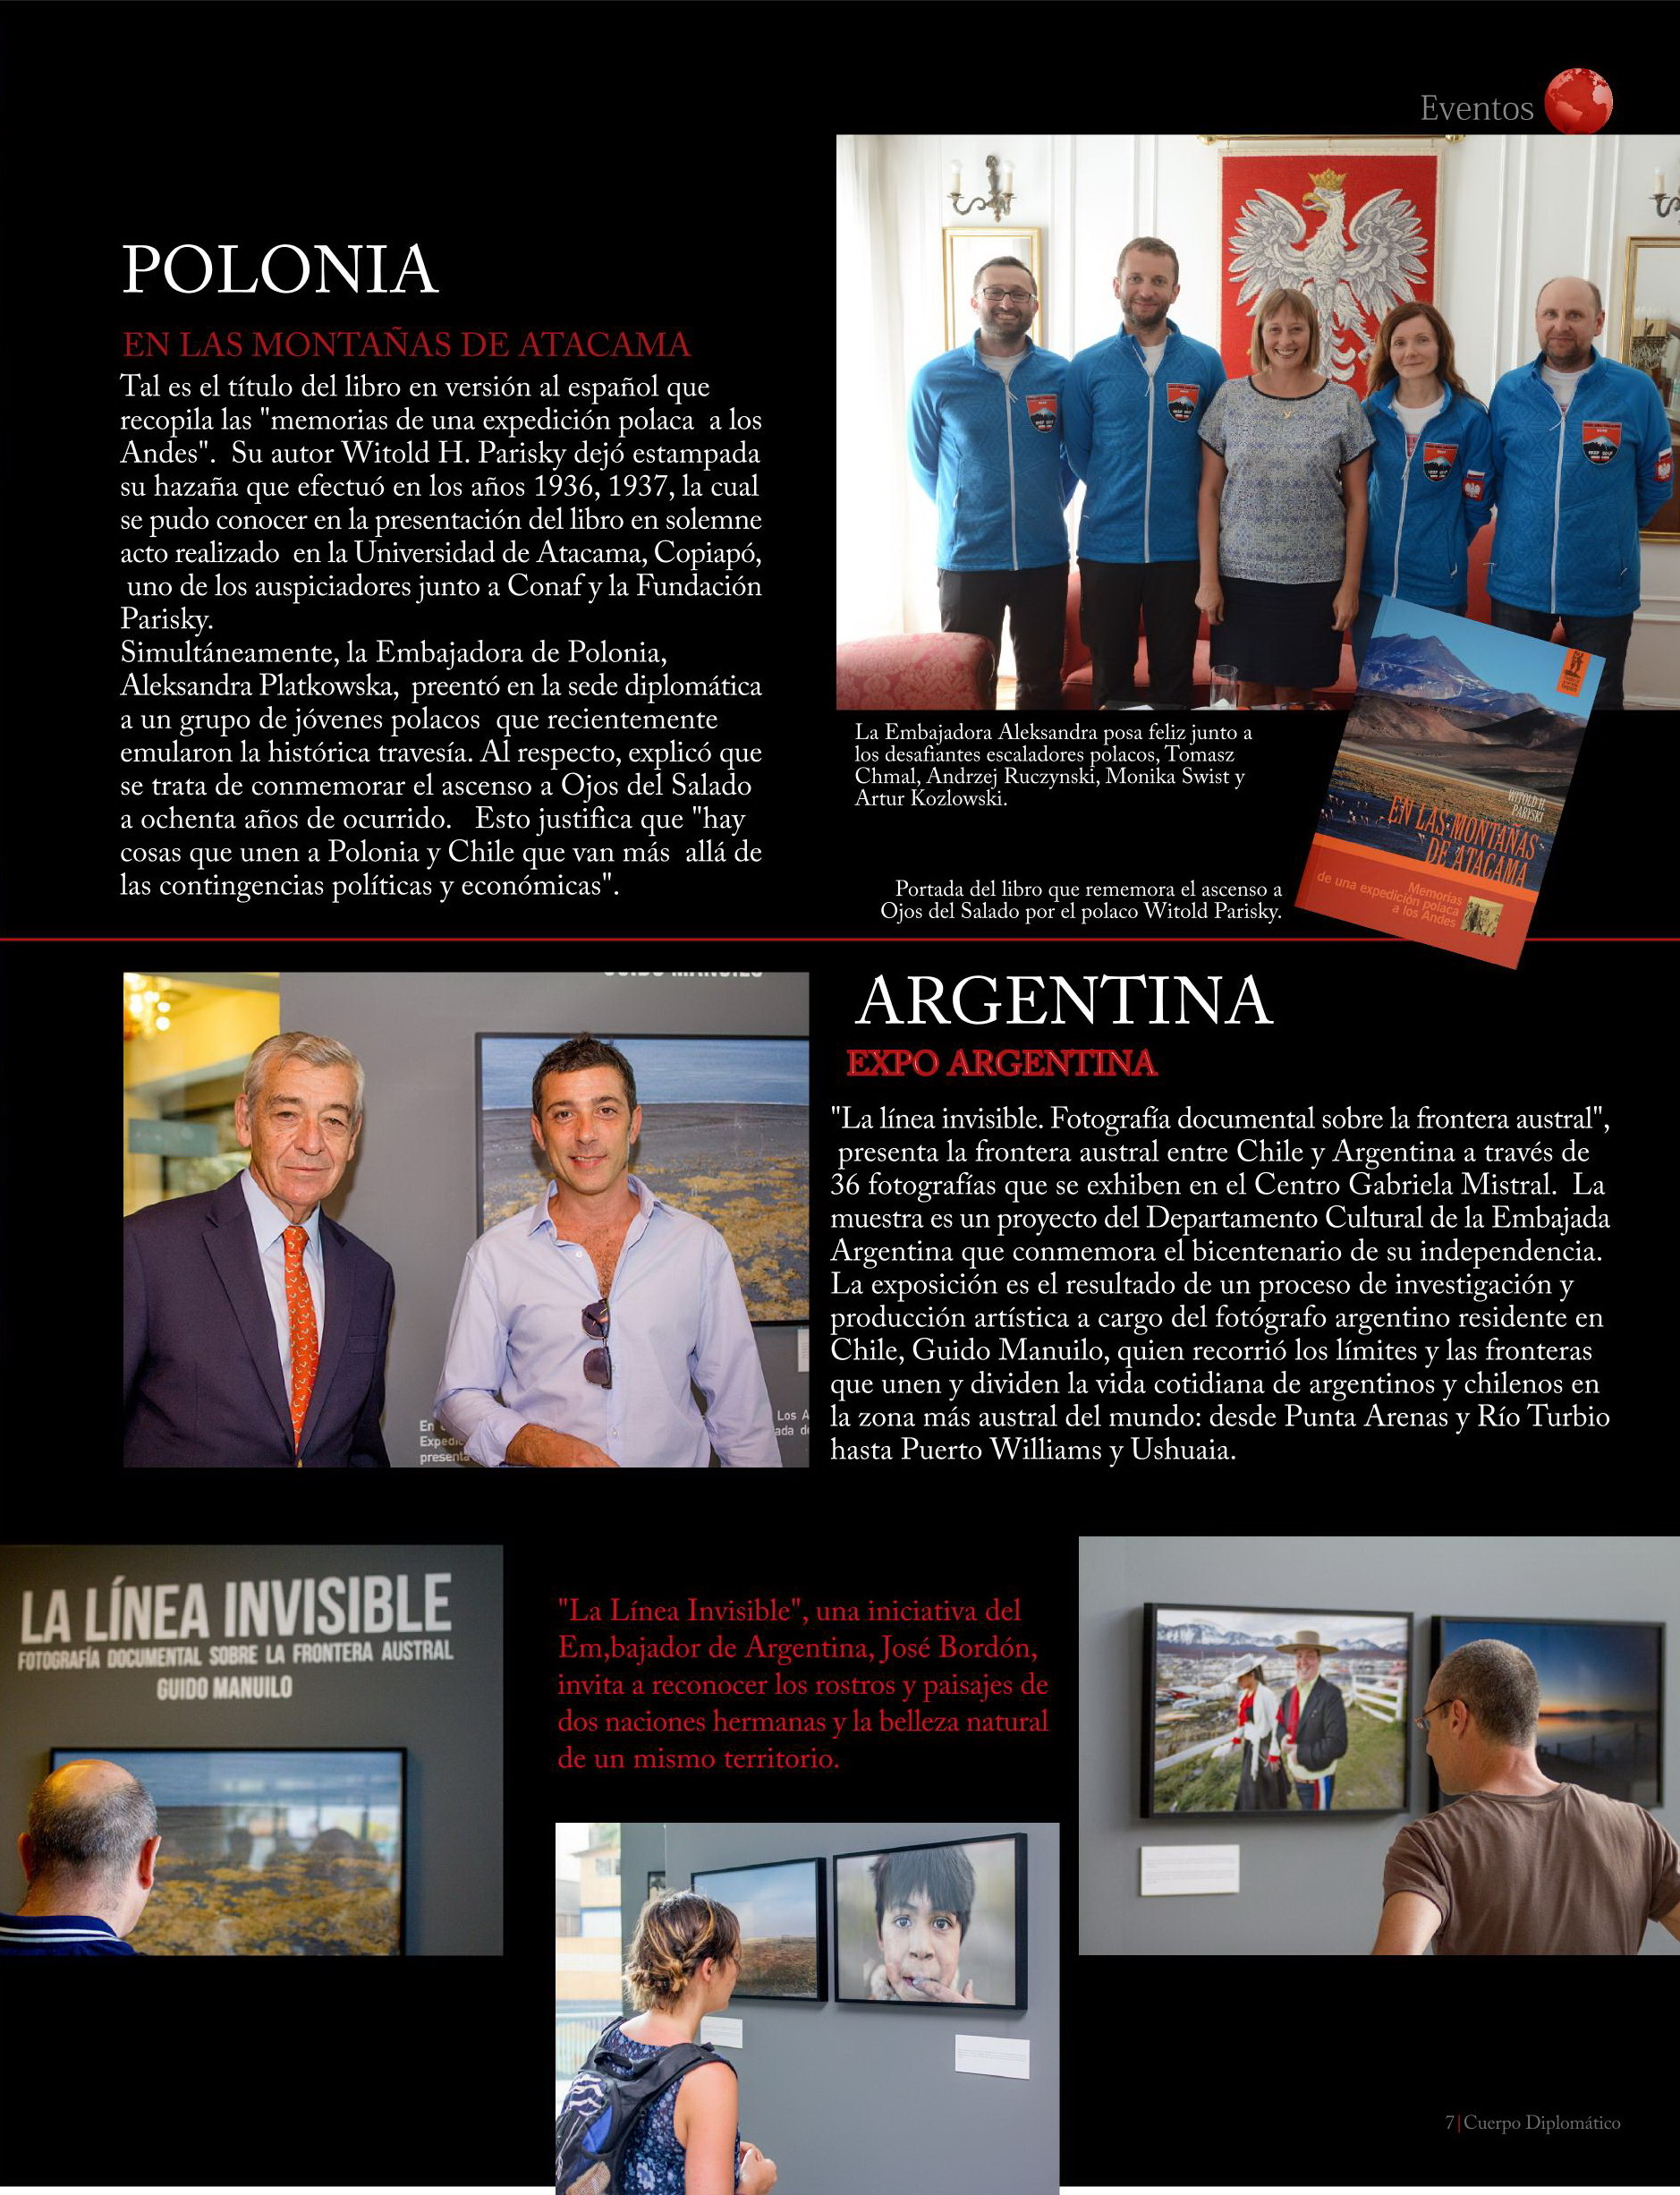 Eventos
POLONIA
EN LAS MONTAÑAS DE ATACAMA
Tal es el título del libro en versión al español que
recopila las "memorias de una expedición polaca  a los
Andes".  Su autor Witold H. Parisky dejó estampada
su hazaña que efectuó en los años 1936, 1937, la cual
se pudo conocer en la presentación del libro en solemne
acto realizado  en la Universidad de Atacama, Copiapó,
uno de los auspiciadores junto a Conaf y la Fundación
Parisky.
Simultáneamente, la Embajadora de Polonia,
Aleksandra Platkowska,  preentó en la sede diplomática
a un grupo de jóvenes polacos  que recientemente
emularon la histórica travesía. Al respecto, explicó que
se trata de conmemorar el ascenso a Ojos del Salado
a ochenta años de ocurrido.   Esto justifica que "hay
cosas que unen a Polonia y Chile que van más  allá de
las contingencias políticas y económicas".
La Embajadora Aleksandra posa feliz junto a
los desafiantes escaladores polacos, Tomasz
Chmal, Andrzej Ruczynski, Monika Swist y
Artur Kozlowski.
WITOLD H.
PARYSKI
EN LAS MONTAÑAS
DE ATACAMA
Memorias
de una expedición polaca
a los Andes
Portada del libro que rememora el ascenso a
Ojos del Salado por el polaco Witold Parisky.
ARGENTINA
EXPO ARGENTINA
"La línea invisible. Fotografía documental sobre la frontera austral",
presenta la frontera austral entre Chile y Argentina a través de
36 fotografías que se exhiben en el Centro Gabriela Mistral.  La
muestra es un proyecto del Departamento Cultural de la Embajada
Argentina que conmemora el bicentenario de su independencia.
La exposición es el resultado de un proceso de investigación y
producción artística a cargo del fotógrafo argentino residente en
Chile, Guido Manuilo, quien recorrió los límites y las fronteras
que unen y dividen la vida cotidiana de argentinos y chilenos en
la zona más austral del mundo: desde Punta Arenas y Río Turbio
hasta Puerto Williams y Ushuaia.
En
Los A
LA LÍNEA INVISIBLE
FOTOGRAFÍA DOCUMENTAL SOBRE LA FRONTERA AUSTRAL
GUIDO MANUILO
"La Línea Invisible", una iniciativa del
Em,bajador de Argentina, José Bordón,
invita a reconocer los rostros y paisajes de
dos naciones hermanas y la belleza natural
de un mismo territorio.
7|Cuerpo Diplomático